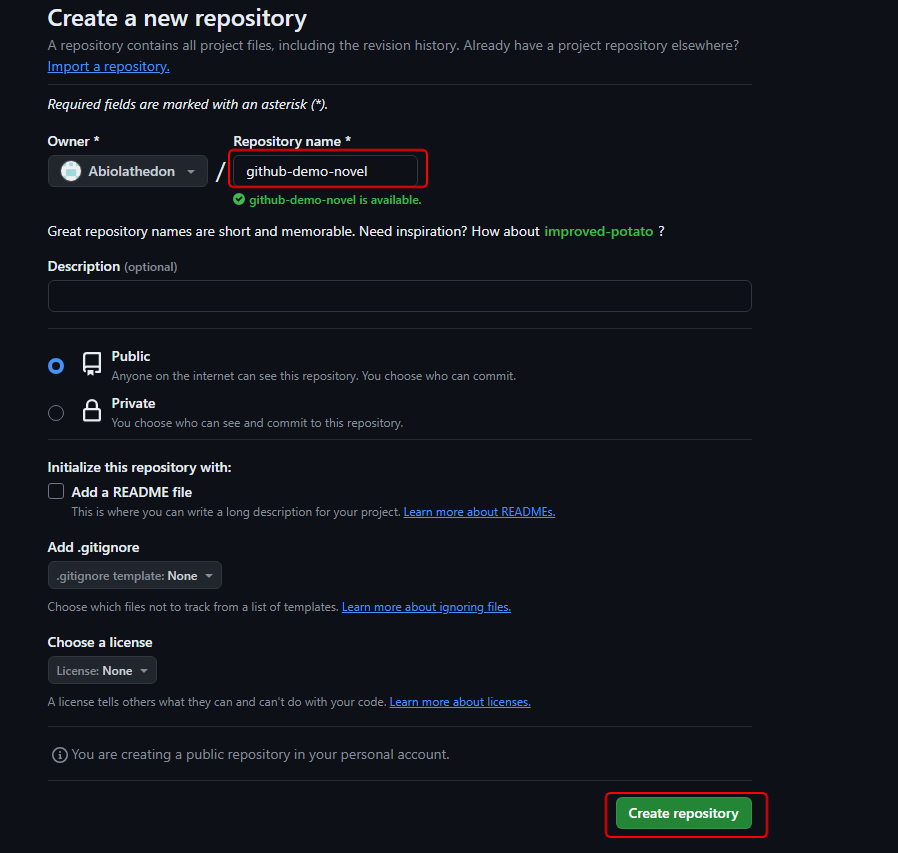 Create a new repository
A repository contains all project files, including the revision history. Already have a project repository elsewhere?
Import a repository.
Required fields are marked with an asterisk (*).
Owner *
Repository name *
Abiolathedon
/
github-demo-novel
github-demo-novel is available.
Great repository names are short and memorable. Need inspiration? How about improved-potato ?
Description (optional)
Public
Anyone on the internet can see this repository. You choose who can commit.
Private
You choose who can see and commit to this repository.
Initialize this repository with:
Add a README file
This is where you can write a long description for your project. Learn more about READMEs.
Add .gitignore
.gitignore template: None
Choose which files not to track from a list of templates. Learn more about ignoring files.
Choose a license
License: None
A license tells others what they can and can't do with your code. Learn more about licenses.
You are creating a public repository in your personal account.
Create repository